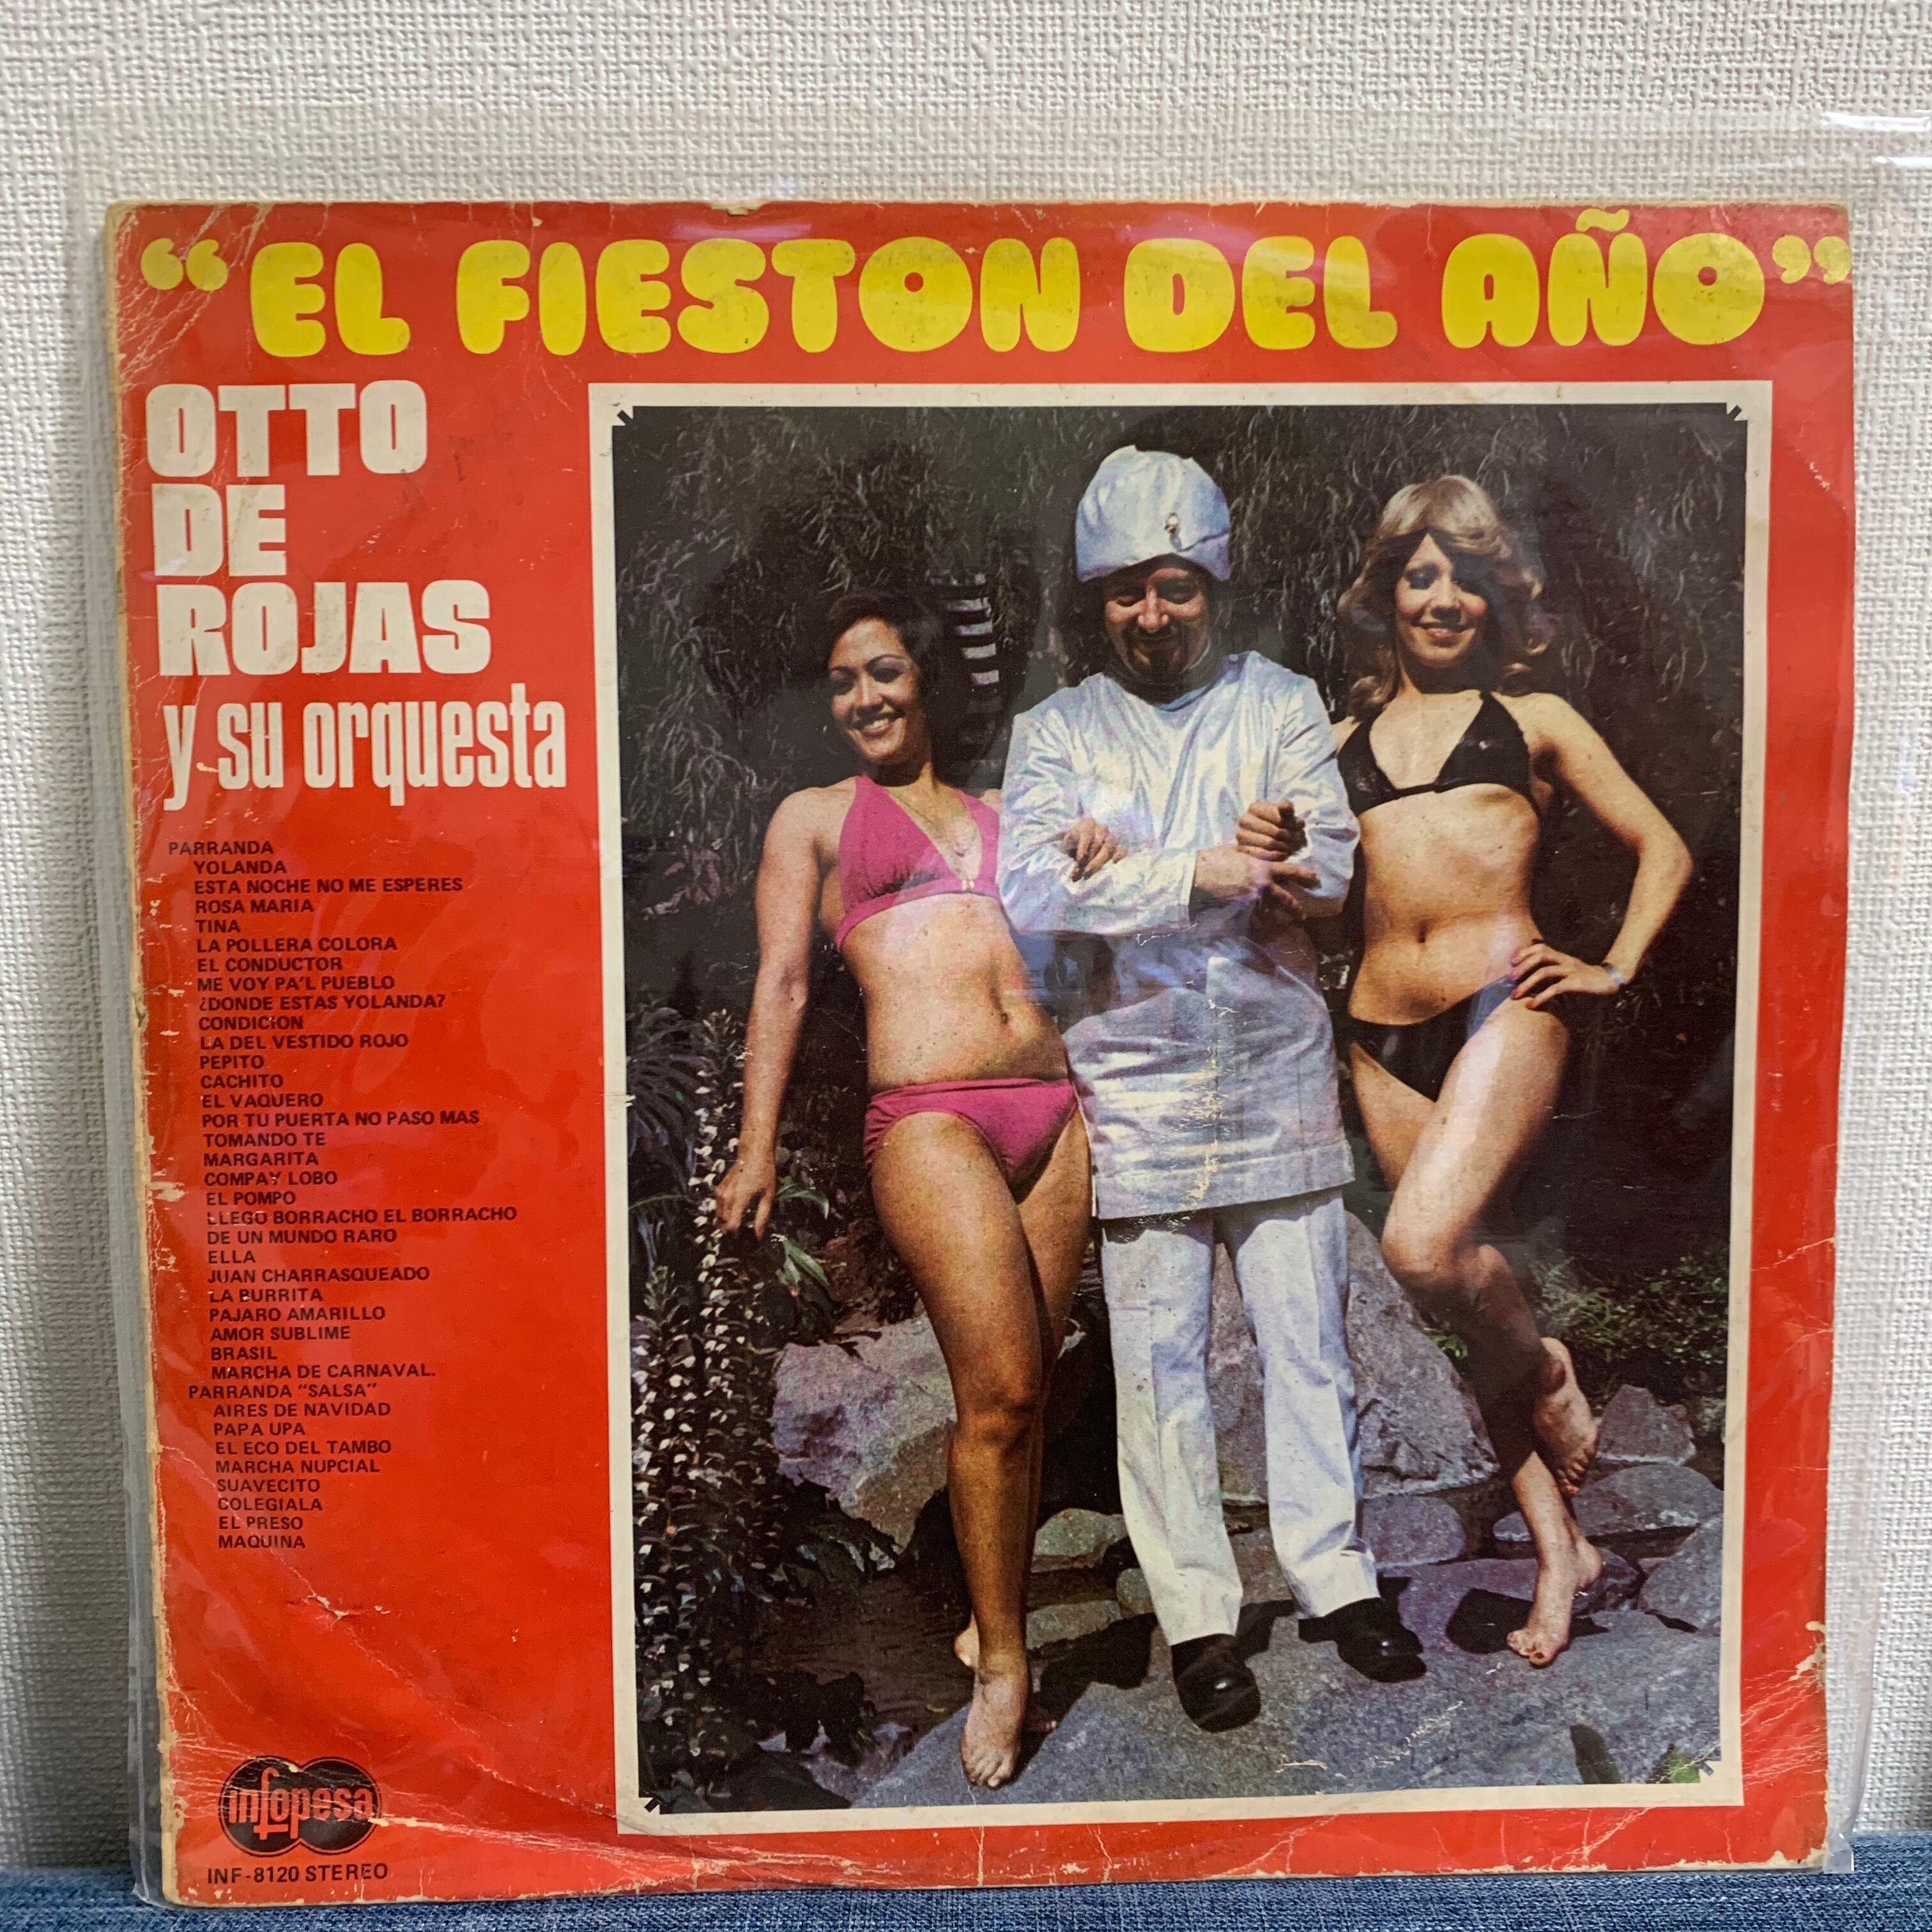 “EL FIESTON DEL AÑO”
OTTO
DE
ROJAS
y su orquesta
PARRANDA
YOLANDA
ESTA NOCHE NO ME ESPERES
ROSA MARIA
TINA
LA POLLERA COLORA
EL CONDUCTOR
ME VOY PA'L PUEBLO
¿DONDE ESTAS YOLANDA?
CONDICION
LA DEL VESTIDO ROJO
PEPITO
CACHITO
EL VAQUERO
POR TU PUERTA NO PASO MAS
TOMANDO TE
MARGARITA
COMPAY LOBO
EL POMPO
LLEGO BORRACHO EL BORRACHO
DE UN MUNDO RARO
ELLA
JUAN CHARRASQUEADO
LA BURRITA
PAJARO AMARILLO
AMOR SUBLIME
BRASIL
MARCHA DE CARNAVAL.
PARRANDA "SALSA"
AIRES DE NAVIDAD
PAPA UPA
EL ECO DEL TAMBO
MARCHA NUPCIAL
SUAVECITO
COLEGIALA
EL PRESO
MAQUINA
infopesa
INF-8120 STEREO